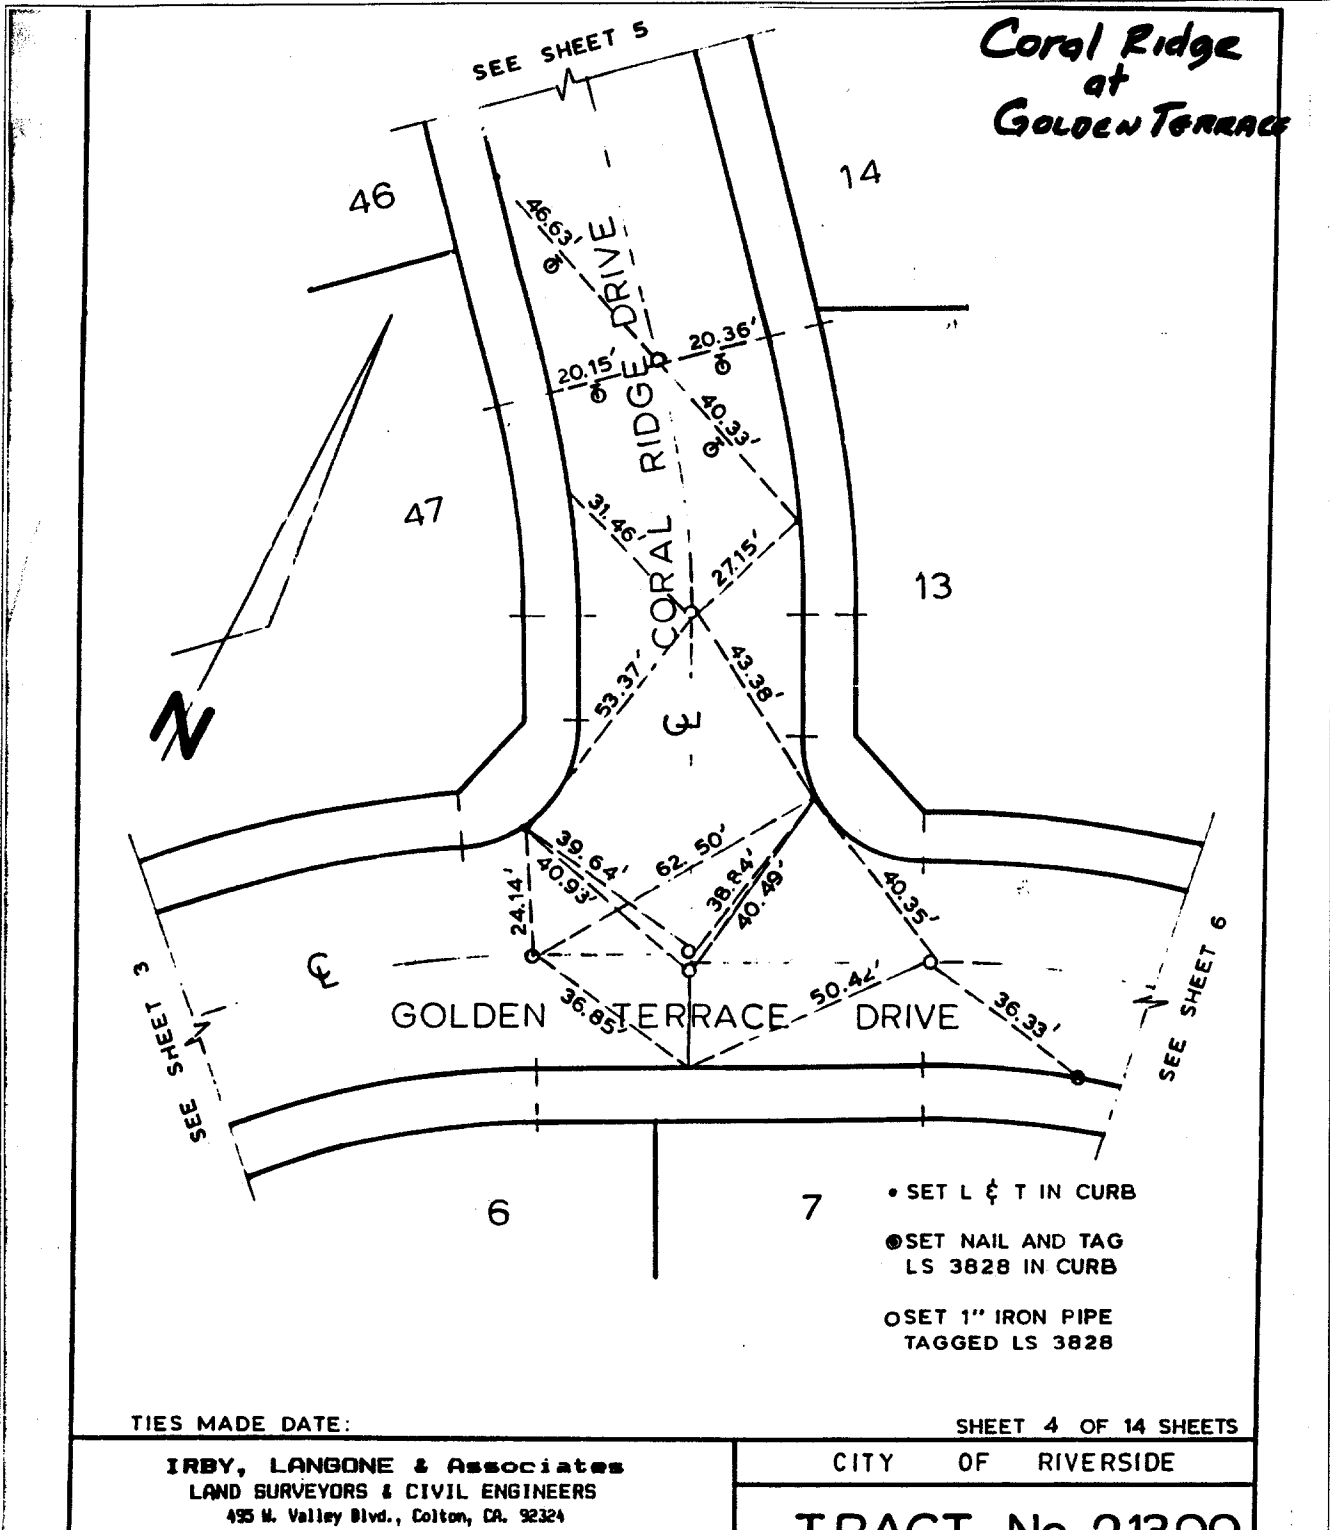 Coral Ridge
at
GOLDEN TERRACE
SEE SHEET 5
46
14
46.63'
20.15'
20.36'
40.33'
47
31.46'
27.15'
13
CORAL RIDGE DRIVE
53.37'
43.38'
℄
39.64'
40.93'
62.50'
38.84'
40.49'
24.14'
40.35'
℄
SEE SHEET 3
SEE SHEET 6
36.85'
50.42'
36.33'
GOLDEN TERRACE DRIVE
N
6
7
• SET L & T IN CURB
SET NAIL AND TAG
LS 3828 IN CURB
SET 1" IRON PIPE
TAGGED LS 3828
TIES MADE DATE:
SHEET 4 OF 14 SHEETS
IRBY, LANGONE & Associates
LAND SURVEYORS & CIVIL ENGINEERS
495 W. Valley Blvd., Colton, CA. 92324
CITY OF RIVERSIDE
TRACT No.